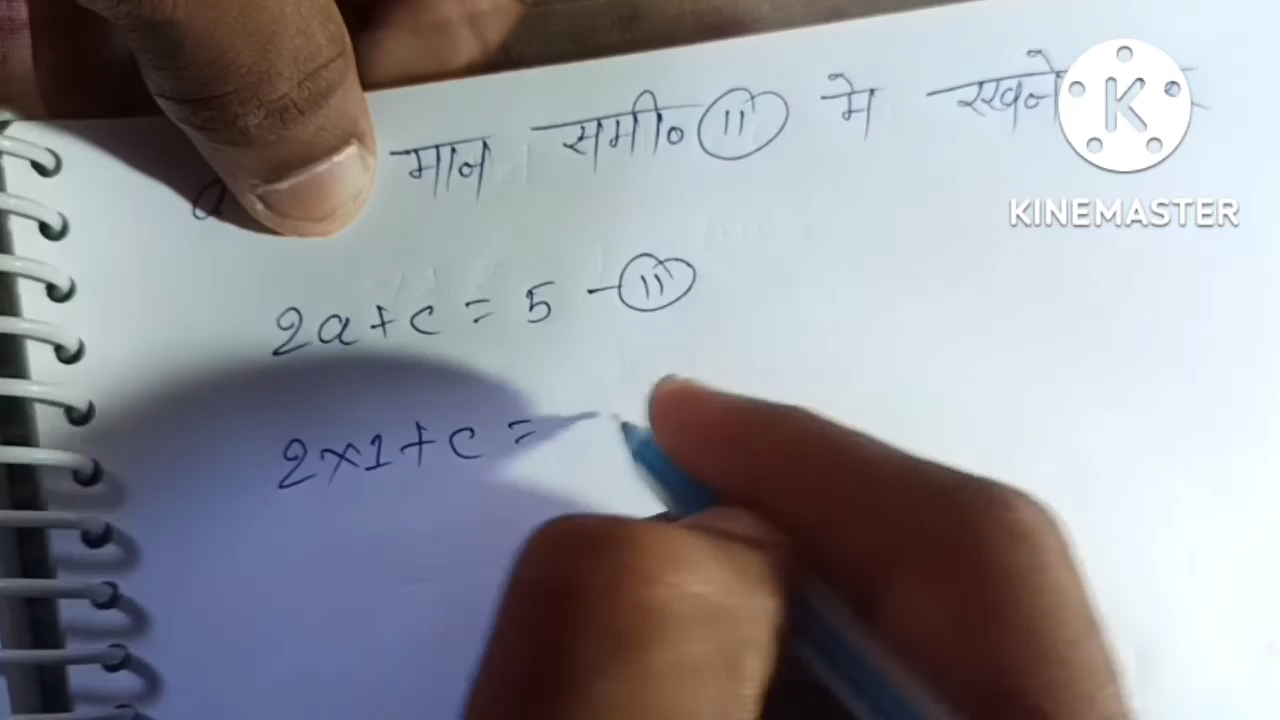 a मान समी० 11 मे रखने
2a+c = 5 - 11
2×1+c =
K
KINEMASTER